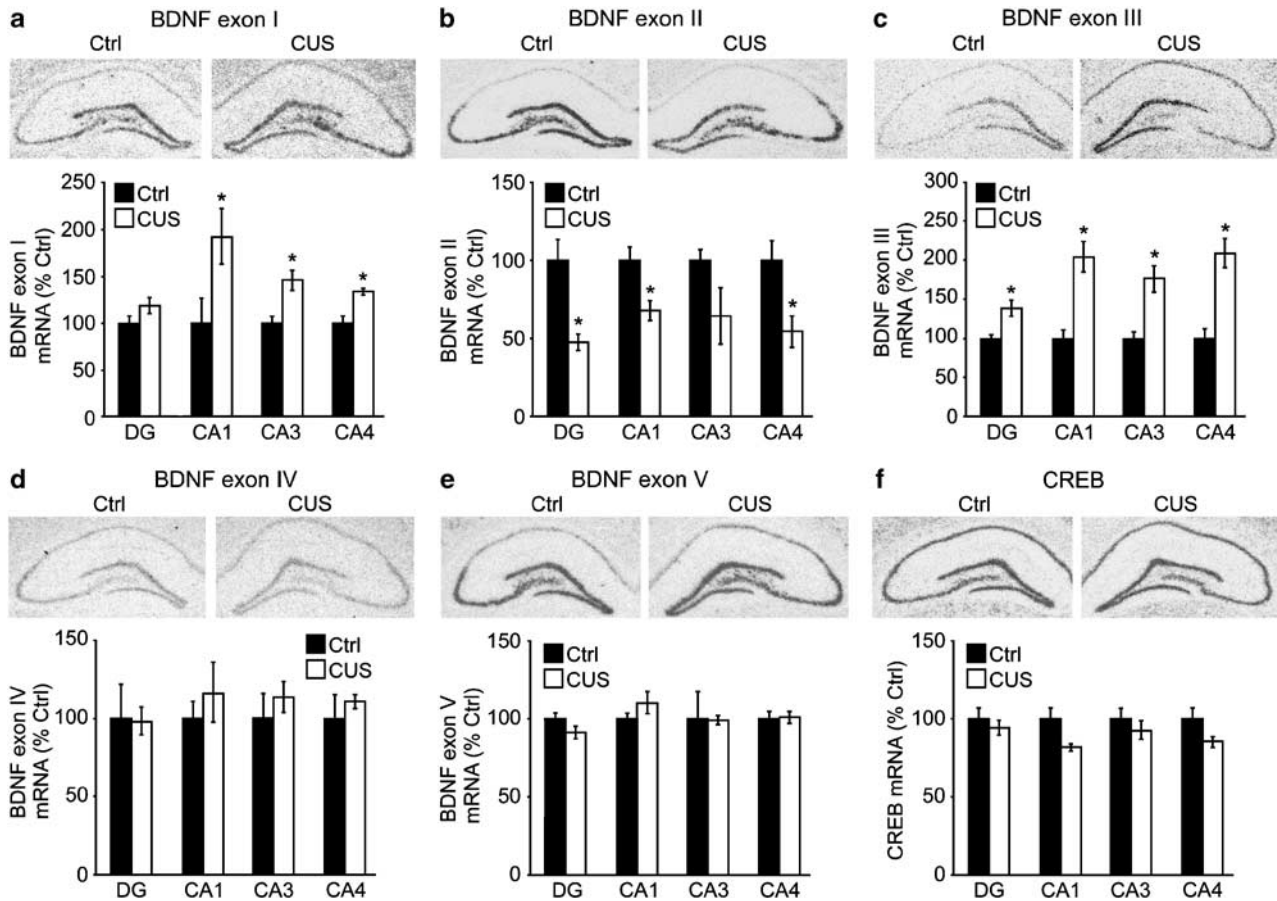 a BDNF exon I
Ctrl CUS
250
200
150
100
50
0
BDNF exon I
mRNA (% Ctrl)
Ctrl
CUS
* * *
DG CA1 CA3 CA4
b BDNF exon II
Ctrl CUS
150
100
50
0
BDNF exon II
mRNA (% Ctrl)
Ctrl
CUS
* * *
DG CA1 CA3 CA4
c BDNF exon III
Ctrl CUS
300
250
200
150
100
50
0
BDNF exon III
mRNA (% Ctrl)
Ctrl
CUS
* * * *
DG CA1 CA3 CA4
d BDNF exon IV
Ctrl CUS
150
100
50
0
BDNF exon IV
mRNA (% Ctrl)
Ctrl
CUS
DG CA1 CA3 CA4
e BDNF exon V
Ctrl CUS
150
100
50
0
BDNF exon V
mRNA (% Ctrl)
Ctrl
CUS
DG CA1 CA3 CA4
f CREB
Ctrl CUS
150
100
50
0
CREB mRNA (% Ctrl)
Ctrl
CUS
DG CA1 CA3 CA4